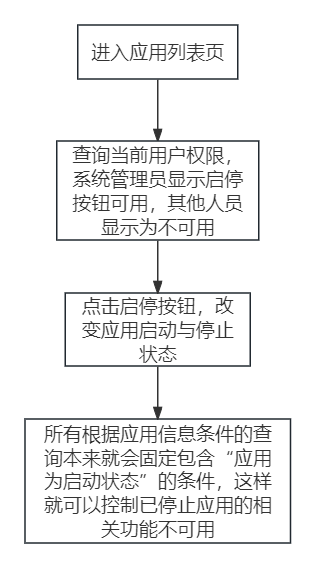 进入应用列表页
查询当前用户权限，
系统管理员显示启停
按钮可用，其他人员
显示为不可用
点击启停按钮，改
变应用启动与停止
状态
所有根据应用信息条件的查
询本来就会固定包含“应用
为启动状态”的条件，这样
就可以控制已停止应用的相
关功能不可用